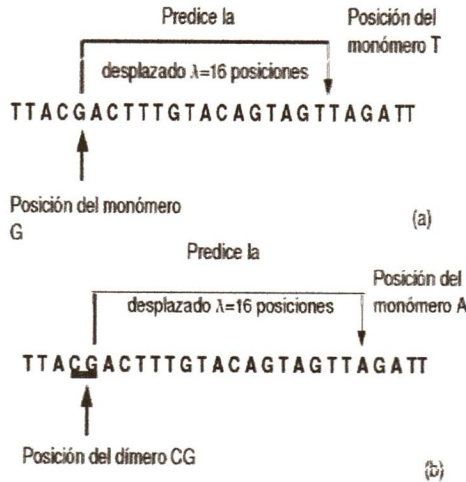 Predice la
Posición del
monómero T
desplazado λ=16 posiciones
TTACGACTTTGTACAGTAGTTAGATT
Posición del monómero
G
(a)
Predice la
Posición del
monómero A
desplazado λ=16 posiciones
TTACGACTTTGTACAGTAGTTAGATT
Posición del dímero CG
(b)